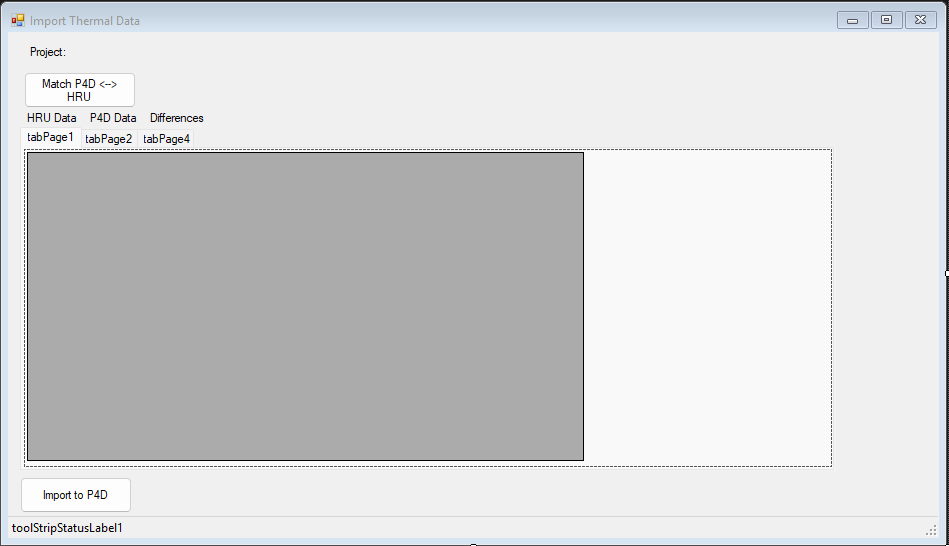 Import Thermal Data
Project:
Match P4D <-->
HRU
HRU Data P4D Data Differences
tabPage1 tabPage2 tabPage4
Import to P4D
toolStripStatusLabel1